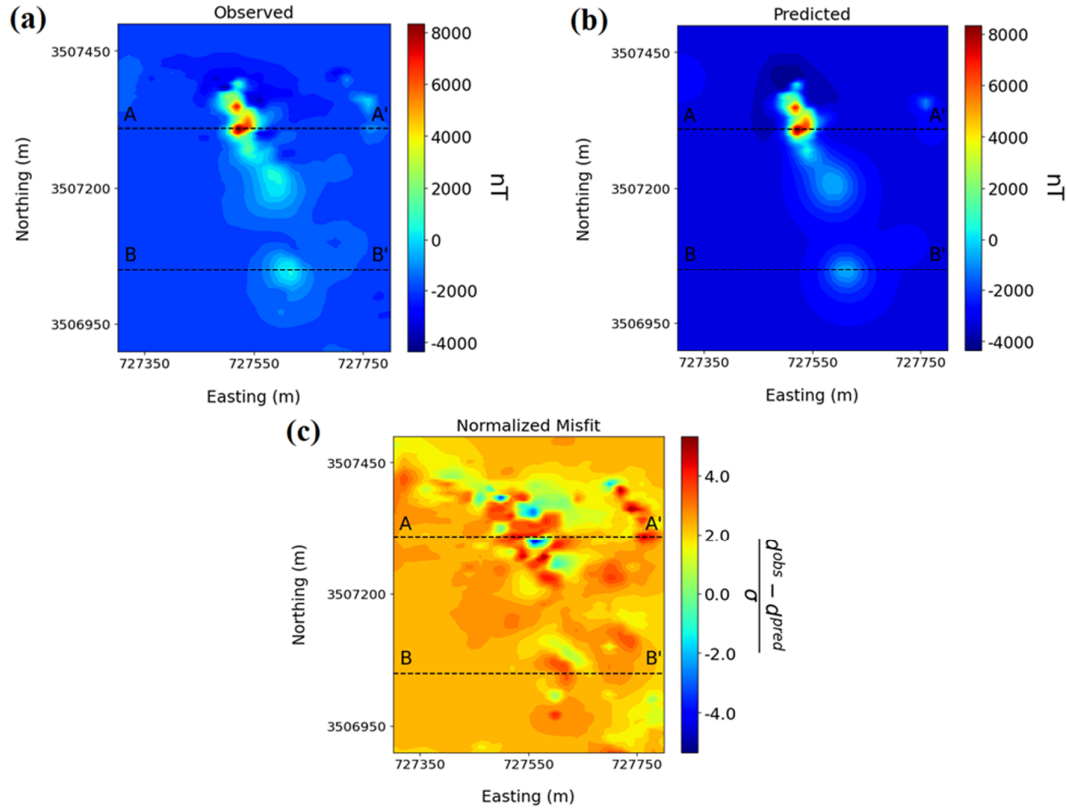 (a)
Observed
3507450
3507200
3506950
Northing (m)
A
A'
B
B'
727350
727550
727750
Easting (m)
8000
6000
4000
2000
0
-2000
-4000
nT
(b)
Predicted
3507450
3507200
3506950
Northing (m)
A
A'
B
B'
727350
727550
727750
Easting (m)
8000
6000
4000
2000
0
-2000
-4000
nT
(c)
Normalized Misfit
3507450
3507200
3506950
Northing (m)
A
A'
B
B'
727350
727550
727750
Easting (m)
4.0
2.0
0.0
-2.0
-4.0
dobs − dpred
σ